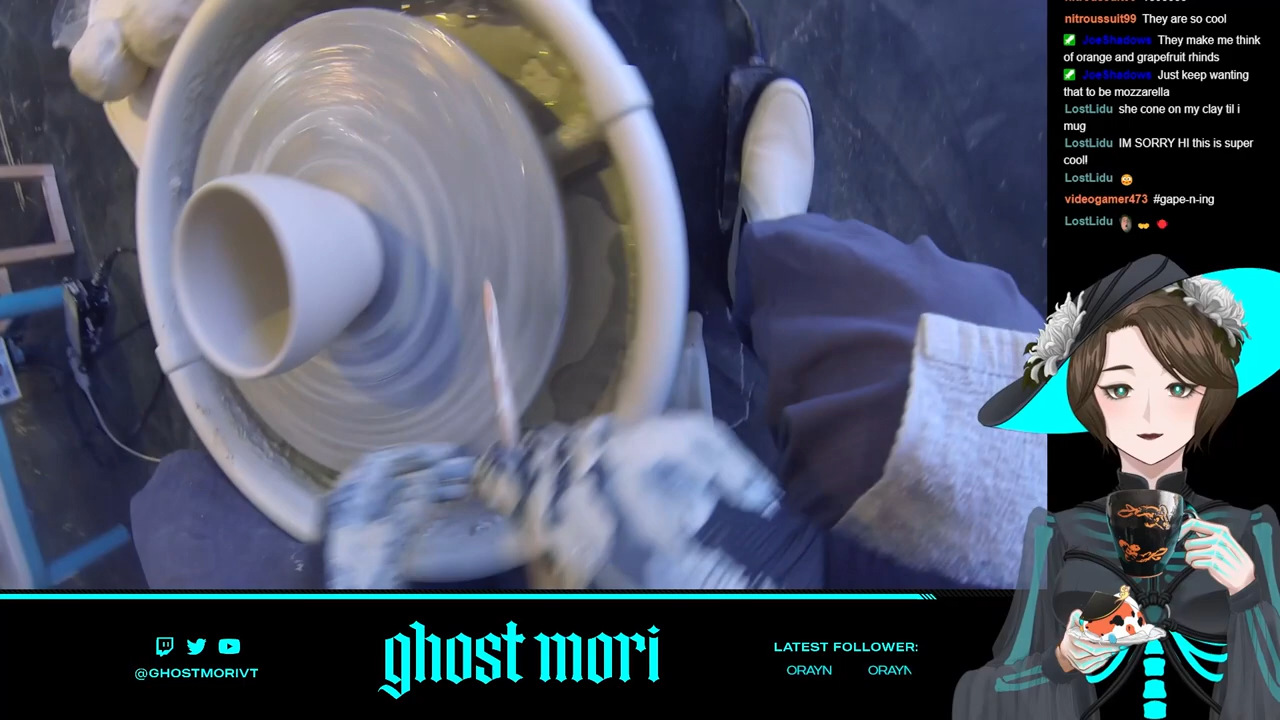 nitroussuit99 They are so cool
JoeShadows They make me think
of orange and grapefruit rhinds
JoeShadows Just keep wanting
that to be mozzarella
LostLidu she cone on my clay til i
mug
LostLidu IM SORRY HI this is super
cool!
LostLidu
videogamer473 #gape-n-ing
LostLidu
ghost mori
LATEST FOLLOWER:
@GHOSTMORIVT
ORAYN ORAYN